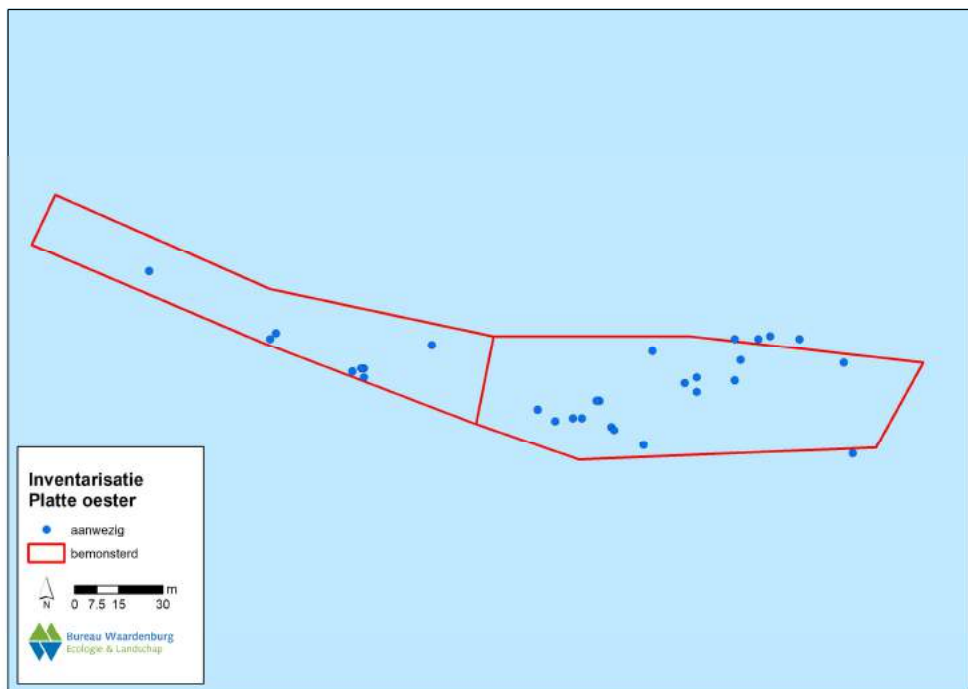 Inventarisatie
Platte oester
aanwezig
bemonsterd
N
m
0 7.5 15 30
Bureau Waardenburg
Ecologie & Landschap